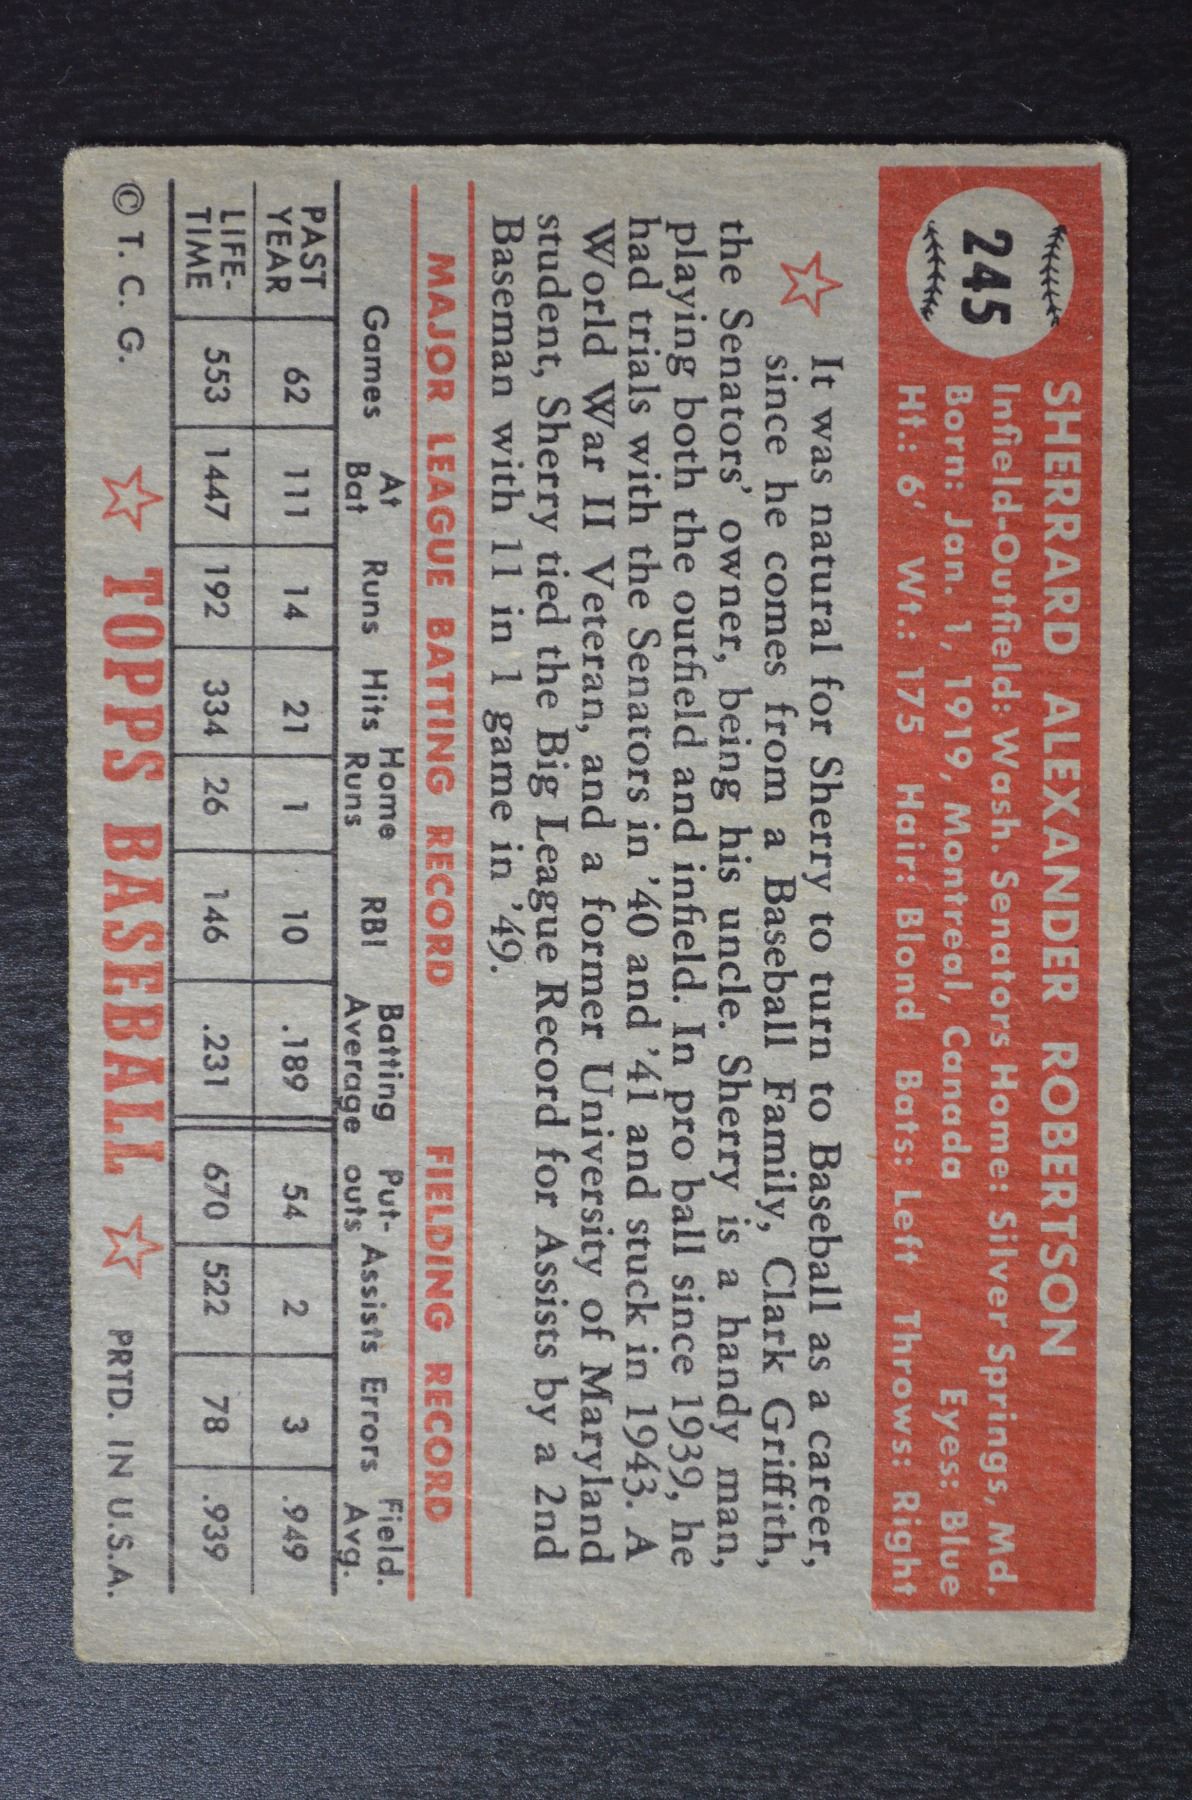 245
SHERRARD ALEXANDER ROBERTSON
Infield-Outfield: Wash. Senators Home: Silver Springs, Md.
Born: Jan. 1, 1919, Montreal, Canada Eyes: Blue
Ht.: 6' Wt.: 175 Hair: Blond Bats: Left Throws: Right
It was natural for Sherry to turn to Baseball as a career,
since he comes from a Baseball Family, Clark Griffith,
the Senators' owner, being his uncle. Sherry is a handy man,
playing both the outfield and infield. In pro ball since 1939, he
had trials with the Senators in '40 and '41 and stuck in 1943. A
World War II Veteran, and a former University of Maryland
student, Sherry tied the Big League Record for Assists by a 2nd
Baseman with 11 in 1 game in '49.
MAJOR LEAGUE BATTING RECORD FIELDING RECORD
Games At Bat Runs Hits Home Runs RBI Batting Average Put-outs Assists Errors Field. Avg.
PAST YEAR 62 111 14 21 1 10 .189 54 2 3 .949
LIFE-TIME 553 1447 192 334 26 146 .231 670 522 78 .939
© T. C. G. TOPPS BASEBALL PRTD. IN U.S.A.